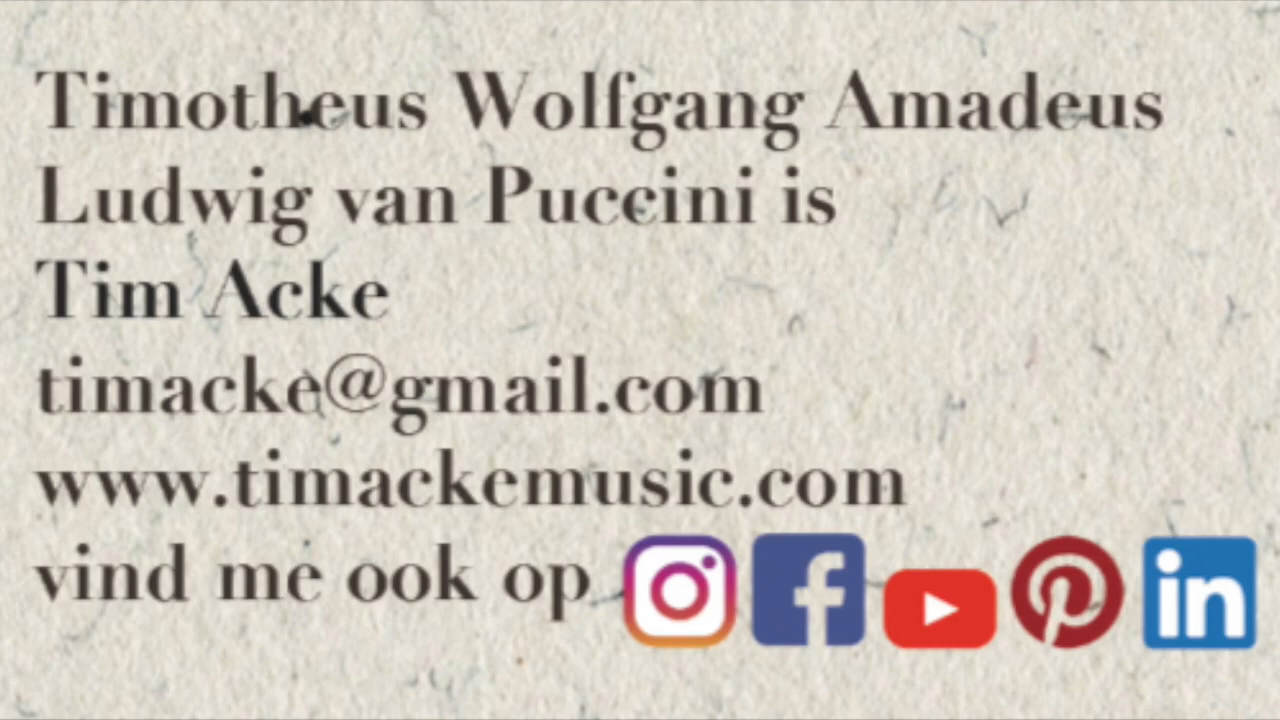 Timotheus Wolfgang Amadeus
Ludwig van Puccini is
Tim Acke
timacke@gmail.com
www.timackemusic.com
vind me ook op